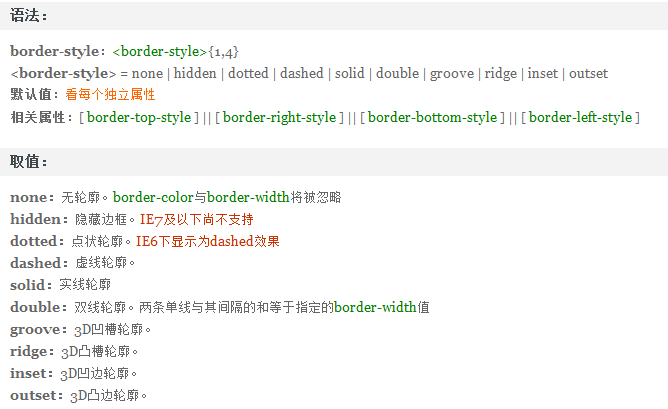 语法：
border-style：<border-style>{1,4}
<border-style> = none | hidden | dotted | dashed | solid | double | groove | ridge | inset | outset
默认值：看每个独立属性
相关属性：[ border-top-style ] || [ border-right-style ] || [ border-bottom-style ] || [ border-left-style ]
取值：
none：无轮廓。border-color与border-width将被忽略
hidden：隐藏边框。IE7及以下尚不支持
dotted：点状轮廓。IE6下显示为dashed效果
dashed：虚线轮廓。
solid：实线轮廓
double：双线轮廓。两条单线与其间隔的和等于指定的border-width值
groove：3D凹槽轮廓。
ridge：3D凸槽轮廓。
inset：3D凹边轮廓。
outset：3D凸边轮廓。